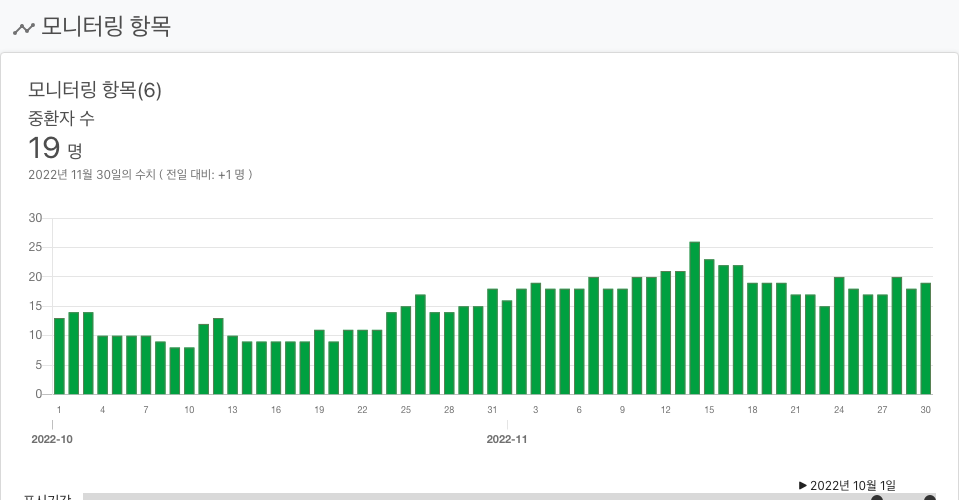 모니터링 항목
모니터링 항목(6)
중환자 수
19 명
2022년 11월 30일의 수치 ( 전일 대비: +1 명 )
30
25
20
15
10
5
0
1 4 7 10 13 16 19 22 25 28 31 3 6 9 12 15 18 21 24 27 30
2022-10 2022-11
▶ 2022년 10월 1일
표시기간